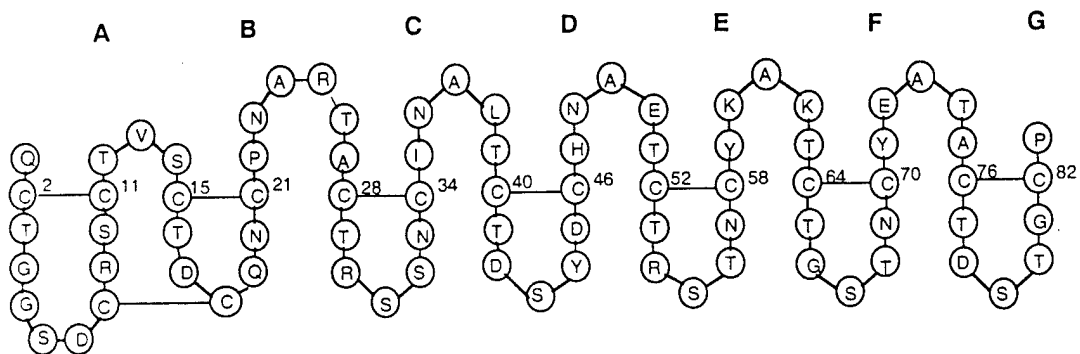 A B C D E F G
Q C T G G S D C R S C T V S C T D C Q N C P N A R T A C T R S S N C I N A L T C T D S Y D C H N A E T C T R S T N C Y K A K T C T G S T N C Y E A T A C T D S T G C P
2 11 15 21 28 34 40 46 52 58 64 70 76 82